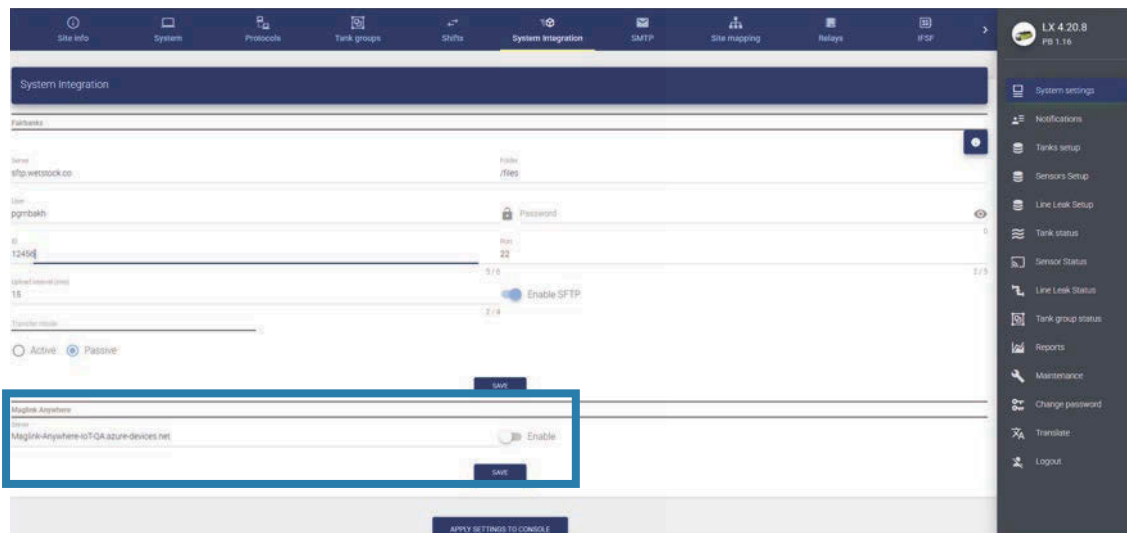 Site info
System
Protocols
Tank groups
Shifts
System Integration
SMTP
Site mapping
Relays
IFSF
LX 4.20.8
PB 1.16
System Integration
Fairbanks
Server
sftp.wetstock.co
Folder
/files
User
pgmbakh
Password
0
ID
12456
5 / 6
Port
22
2 / 5
Upload interval (min)
15
2 / 4
Enable SFTP
Transfer mode
Active
Passive
SAVE
Maglink Anywhere
Server
Maglink-Anywhere-IoT-QA.azure-devices.net
Enable
SAVE
APPLY SETTINGS TO CONSOLE
System settings
Notifications
Tanks setup
Sensors Setup
Line Leak Setup
Tank status
Sensor Status
Line Leak Status
Tank group status
Reports
Maintenance
Change password
Translate
Logout